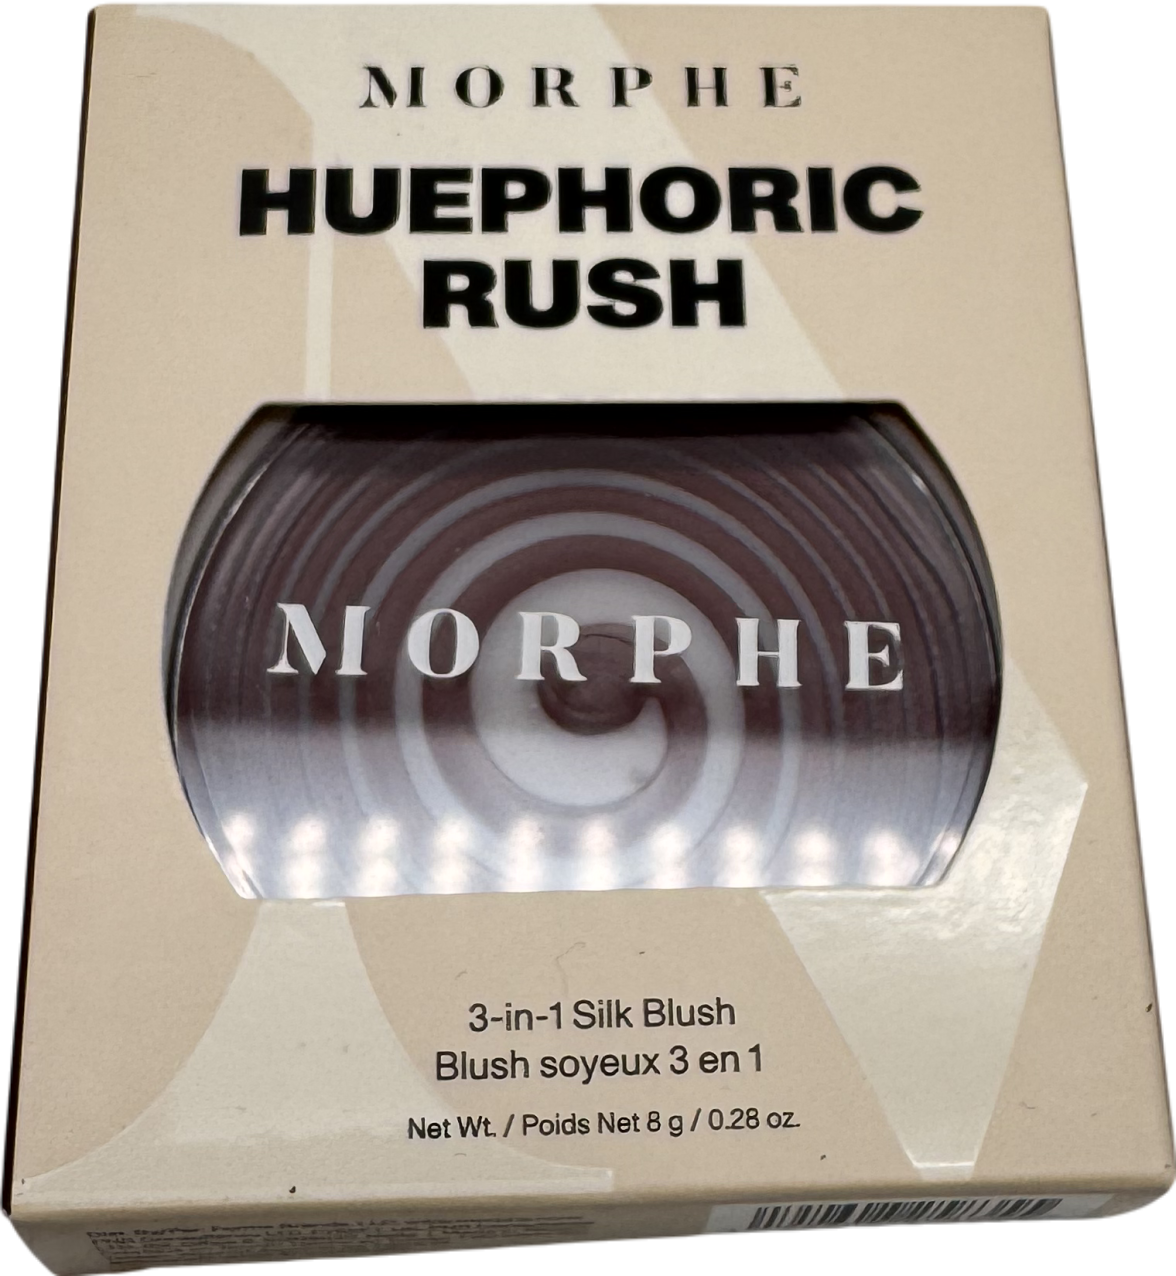 MORPHE
HUEPHORIC
RUSH
MORPHE
3-in-1 Silk Blush
Blush soyeux 3 en 1
Net Wt. / Poids Net 8 g / 0.28 oz.